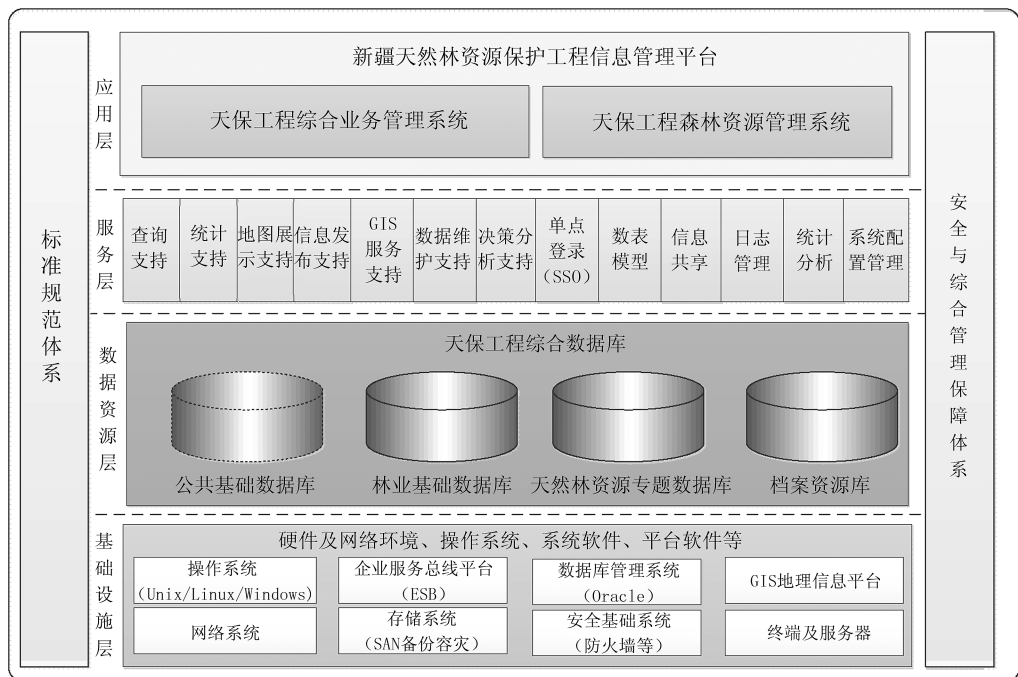 标准规范体系
应用层
新疆天然林资源保护工程信息管理平台
天保工程综合业务管理系统
天保工程森林资源管理系统
服务层
查询
支持
统计
支持
地图展
示支持
信息发
布支持
GIS
服务
支持
数据维
护支持
决策分
析支持
单点
登录
(SSO)
数表
模型
信息
共享
日志
管理
统计
分析
系统配
置管理
数据资源层
天保工程综合数据库
公共基础数据库
林业基础数据库
天然林资源专题数据库
档案资源库
基础设施层
硬件及网络环境、操作系统、系统软件、平台软件等
操作系统
(Unix/Linux/Windows)
企业服务总线平台
(ESB)
数据库管理系统
(Oracle)
GIS地理信息平台
网络系统
存储系统
(SAN备份容灾)
安全基础系统
(防火墙等)
终端及服务器
安全与综合管理保障体系